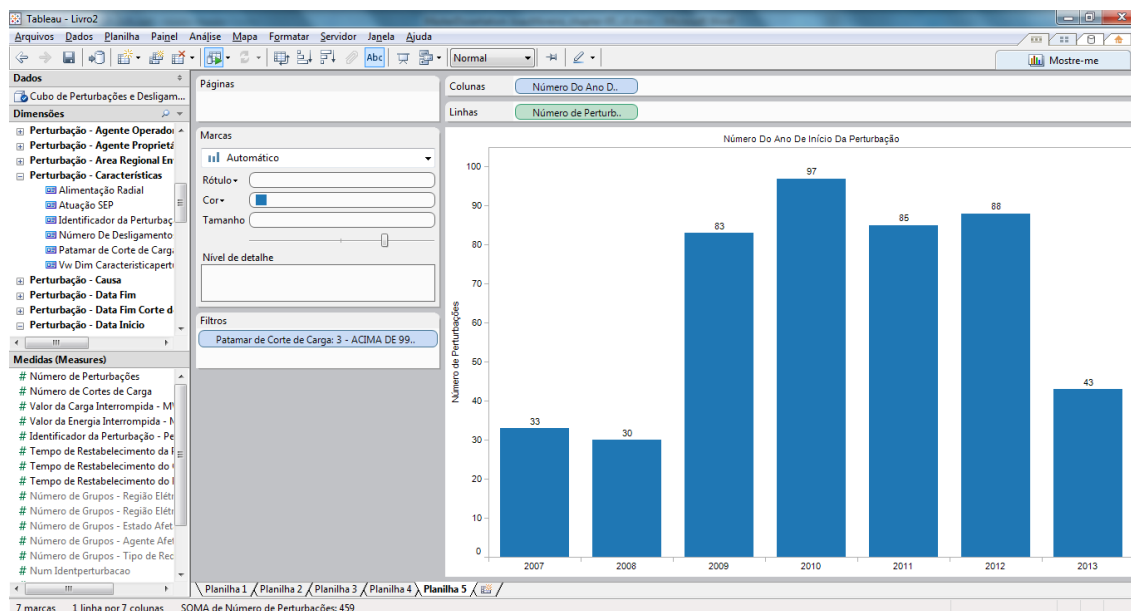 Tableau - Livro2
Arquivos Dados Planilha Painel Análise Mapa Formatar Servidor Janela Ajuda
Abc Normal Mostre-me
Dados
Cubo de Perturbações e Desligam...
Dimensões
Perturbação - Agente Operador
Perturbação - Agente Proprietá
Perturbação - Area Regional En
Perturbação - Características
Alimentação Radial
Atuação SEP
Identificador da Perturbaç
Número De Desligamento
Patamar de Corte de Carga
Vw Dim Caracteristicapert
Perturbação - Causa
Perturbação - Data Fim
Perturbação - Data Fim Corte d
Perturbação - Data Inicio
Medidas (Measures)
# Número de Perturbações
# Número de Cortes de Carga
# Valor da Carga Interrompida - M
# Valor da Energia Interrompida - M
# Identificador da Perturbação - Pe
# Tempo de Restabelecimento da
# Tempo de Restabelecimento do
# Tempo de Restabelecimento do
# Número de Grupos - Região Elétr
# Número de Grupos - Região Elétr
# Número de Grupos - Estado Afet
# Número de Grupos - Agente Afet
# Número de Grupos - Tipo de Rec
# Num Identperturbacao
Páginas
Marcas
Automático
Rótulo
Cor
Tamanho
Nível de detalhe
Filtros
Patamar de Corte de Carga: 3 - ACIMA DE 99..
Colunas Número Do Ano D..
Linhas Número de Perturb..
Número Do Ano De Início Da Perturbação
Número de Perturbações
100
90
80
70
60
50
40
30
20
10
0
33
30
83
97
85
88
43
2007 2008 2009 2010 2011 2012 2013
Planilha 1 Planilha 2 Planilha 3 Planilha 4 Planilha 5
7 marcas 1 linha por 7 colunas SOMA de Número de Perturbações: 459